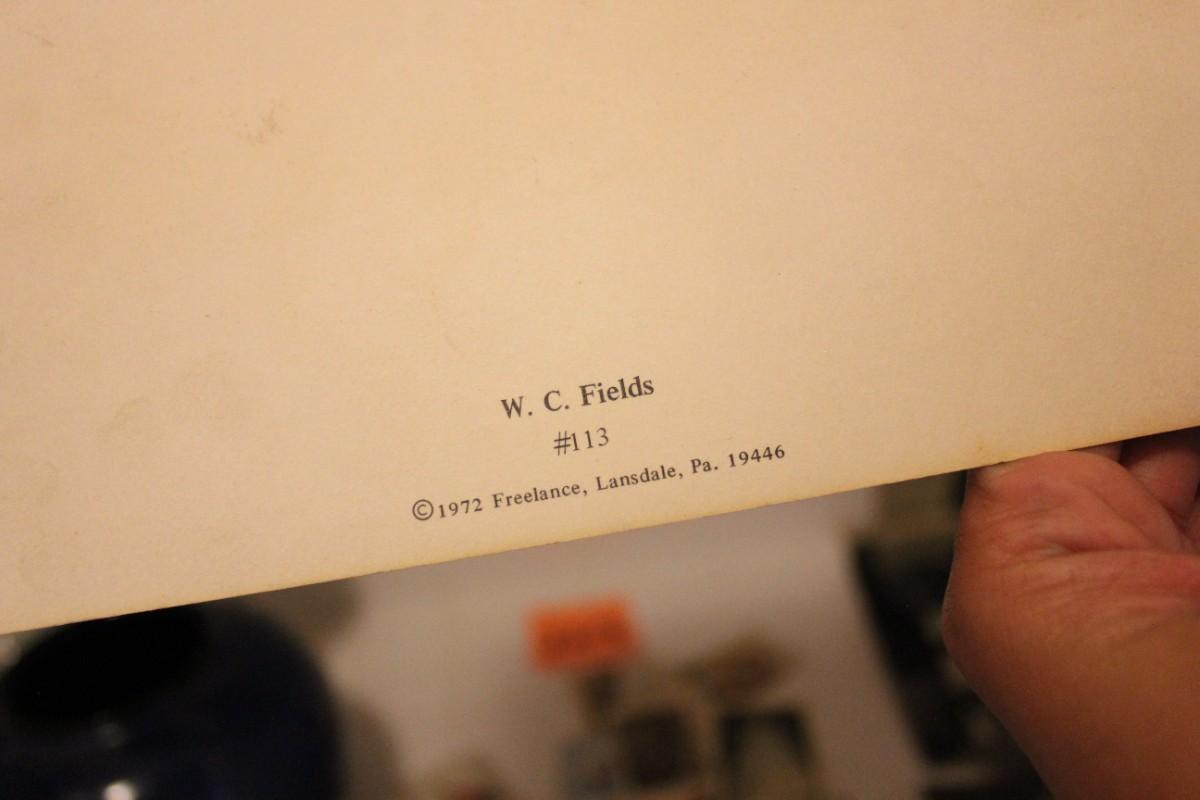 W. C. Fields
#113
©1972 Freelance, Lansdale, Pa. 19446